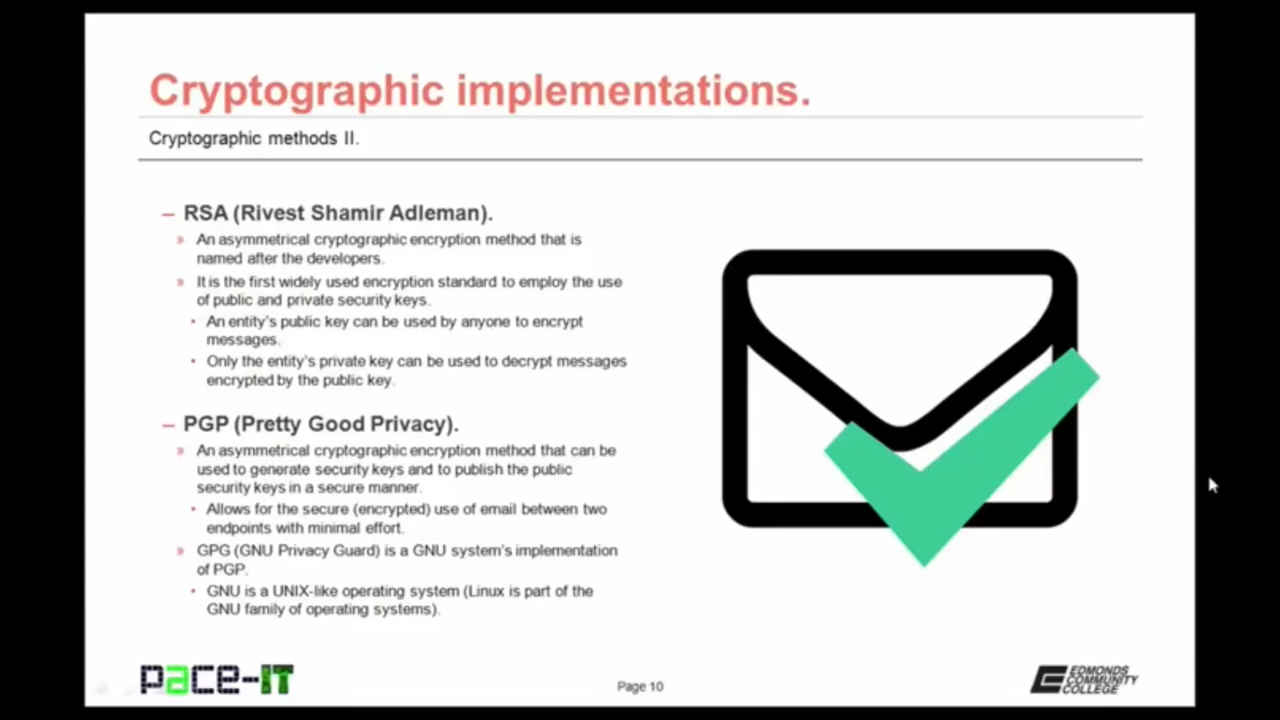 Cryptographic implementations.
Cryptographic methods II.
– RSA (Rivest Shamir Adleman).
» An asymmetrical cryptographic encryption method that is
named after the developers.
» It is the first widely used encryption standard to employ the use
of public and private security keys.
• An entity's public key can be used by anyone to encrypt
messages.
• Only the entity's private key can be used to decrypt messages
encrypted by the public key.
– PGP (Pretty Good Privacy).
» An asymmetrical cryptographic encryption method that can be
used to generate security keys and to publish the public
security keys in a secure manner.
• Allows for the secure (encrypted) use of email between two
endpoints with minimal effort.
» GPG (GNU Privacy Guard) is a GNU system's implementation
of PGP.
• GNU is a UNIX-like operating system (Linux is part of the
GNU family of operating systems).
pace-IT
Page 10
EDMONDS
COMMUNITY
COLLEGE